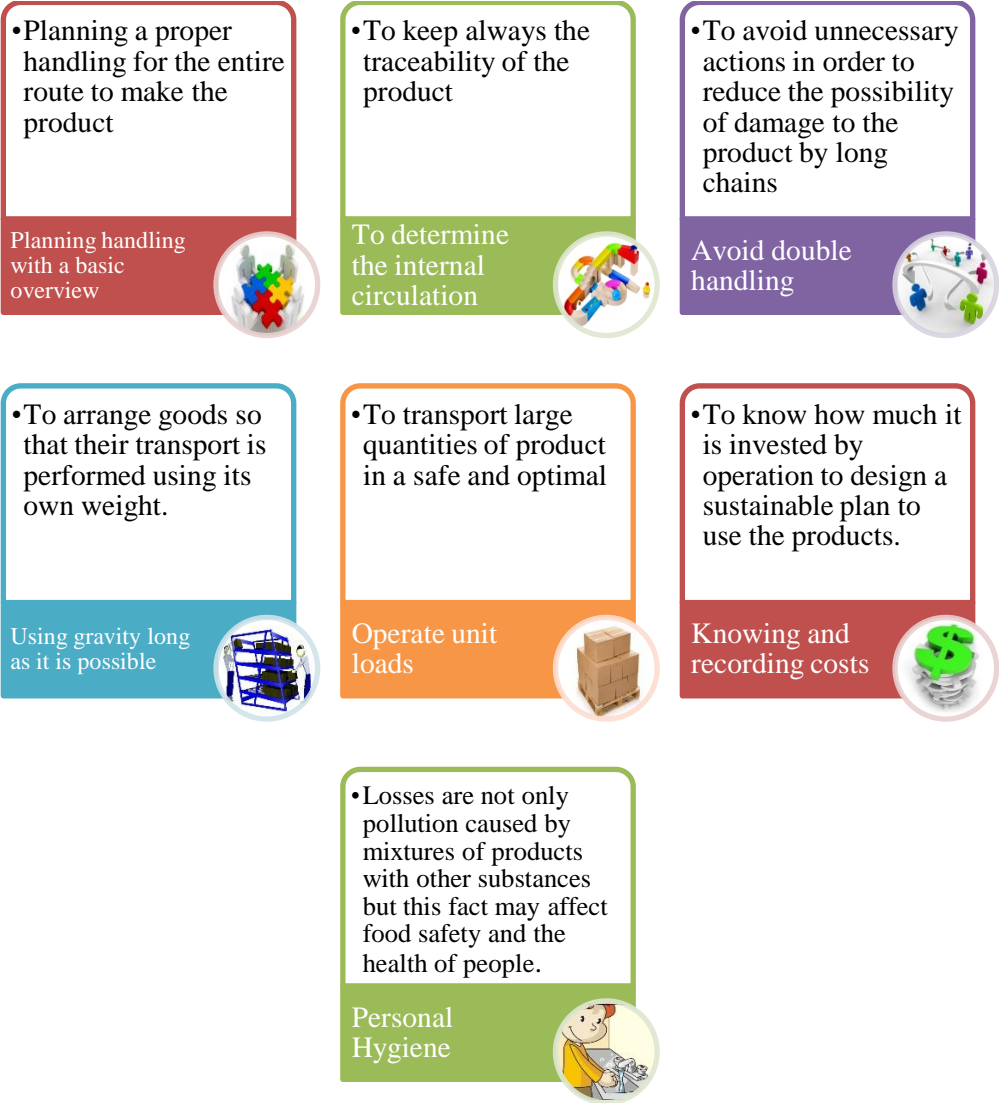 •Planning a proper
handling for the entire
route to make the
product
Planning handling
with a basic
overview
•To keep always the
traceability of the
product
To determine
the internal
circulation
•To avoid unnecessary
actions in order to
reduce the possibility
of damage to the
product by long
chains
Avoid double
handling
•To arrange goods so
that their transport is
performed using its
own weight.
Using gravity long
as it is possible
•To transport large
quantities of product
in a safe and optimal
Operate unit
loads
•To know how much it
is invested by
operation to design a
sustainable plan to
use the products.
Knowing and
recording costs
•Losses are not only
pollution caused by
mixtures of products
with other substances
but this fact may affect
food safety and the
health of people.
Personal
Hygiene